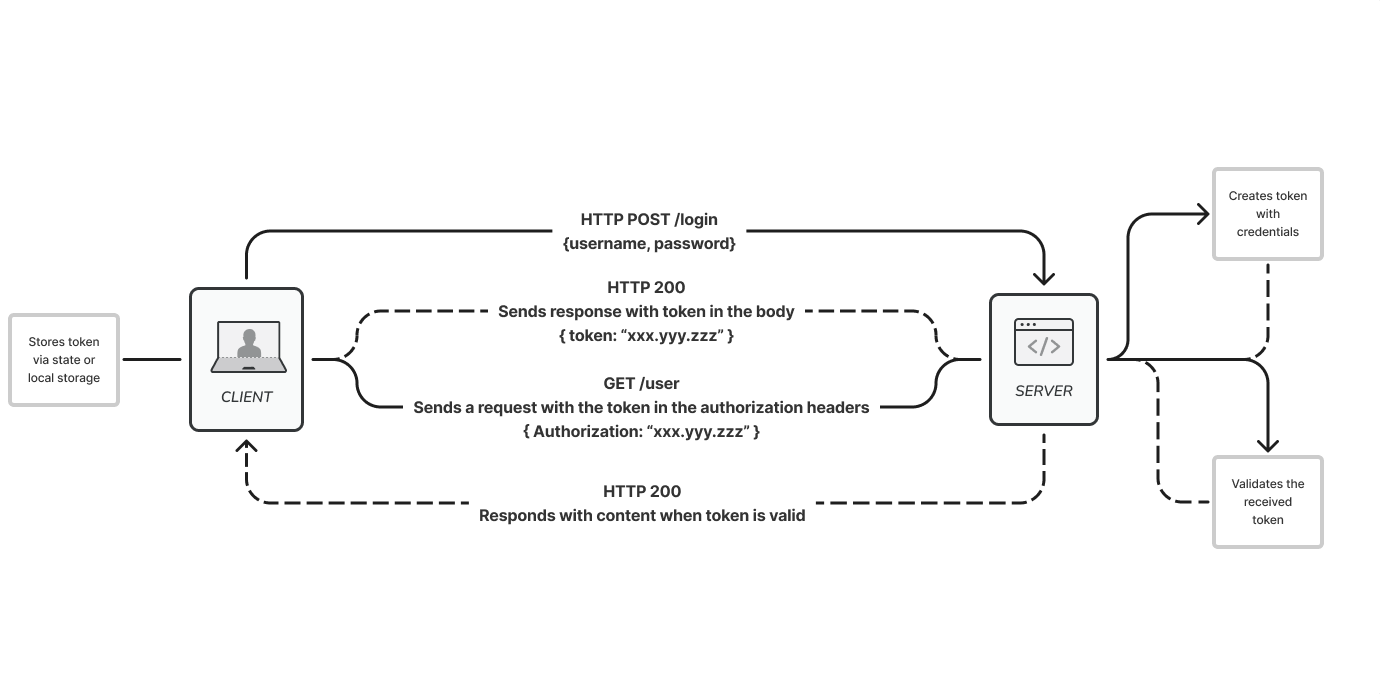 Creates token
with
credentials
HTTP POST /login
{username, password}
HTTP 200
Sends response with token in the body
{ token: “xxx.yyy.zzz” }
Stores token
via state or
local storage
CLIENT
GET /user
Sends a request with the token in the authorization headers
{ Authorization: “xxx.yyy.zzz” }
</>
SERVER
HTTP 200
Responds with content when token is valid
Validates the
received
token